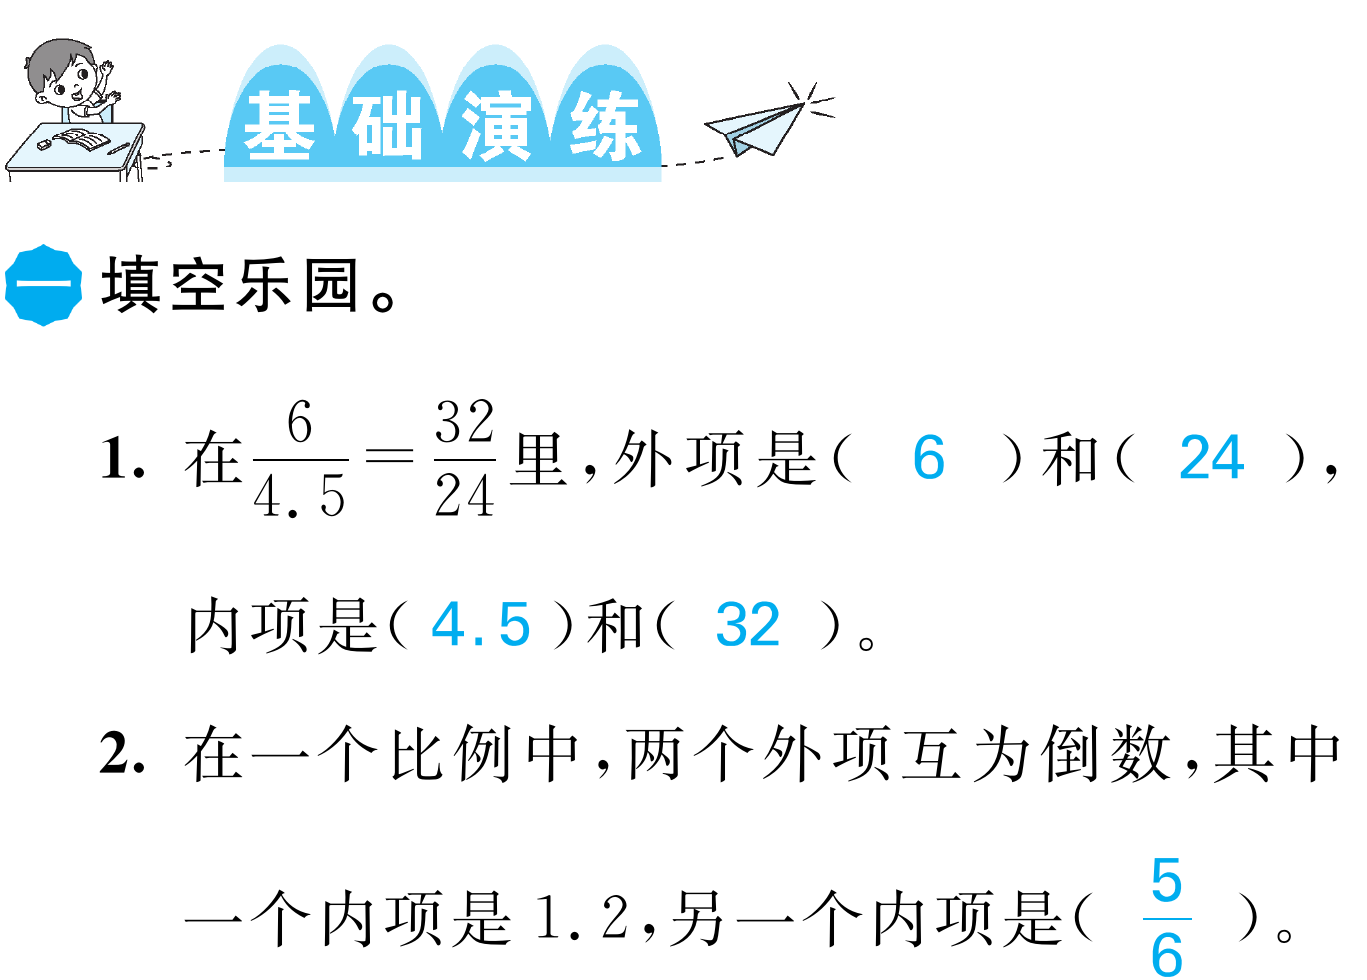 基础演练
一 填空乐园。
1. 在6/4.5=32/24里,外项是( 6 )和( 24 ),
内项是( 4.5 )和( 32 )。
2. 在一个比例中,两个外项互为倒数,其中
一个内项是1.2,另一个内项是( 5/6 )。